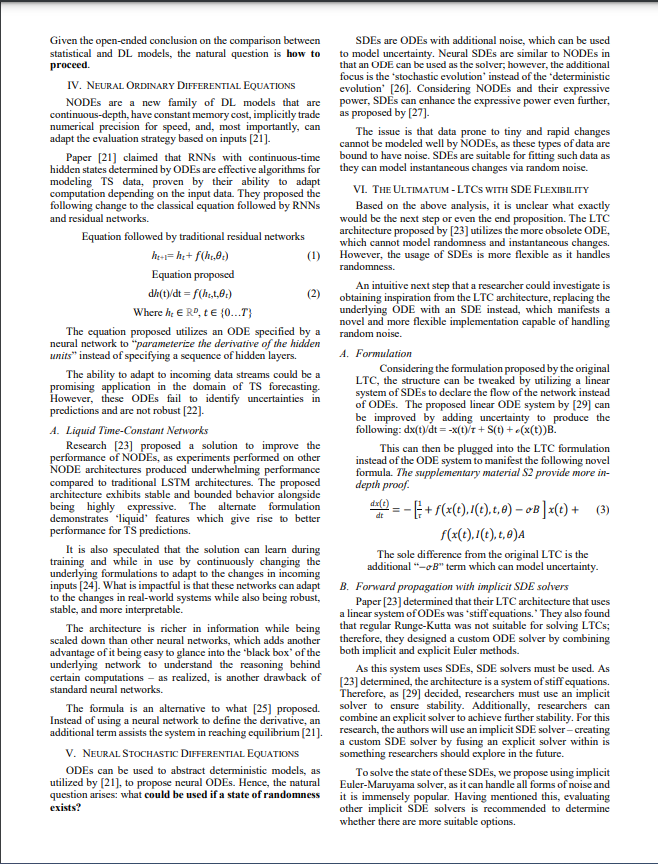 Given the open-ended conclusion on the comparison between
statistical and DL models, the natural question is how to
proceed.
IV. NEURAL ORDINARY DIFFERENTIAL EQUATIONS
NODEs are a new family of DL models that are
continuous-depth, have constant memory cost, implicitly trade
numerical precision for speed, and, most importantly, can
adapt the evaluation strategy based on inputs [21].
Paper [21] claimed that RNNs with continuous-time
hidden states determined by ODEs are effective algorithms for
modeling TS data, proven by their ability to adapt
computation depending on the input data. They proposed the
following change to the classical equation followed by RNNs
and residual networks.
Equation followed by traditional residual networks
hₜ₊₁= hₜ+ f(hₜ,θₜ) (1)
Equation proposed
dh(t)/dt = f(hₜ,t,θₜ) (2)
Where hₜ ∈ ℝᴰ, t ∈ {0…T}
The equation proposed utilizes an ODE specified by a
neural network to “parameterize the derivative of the hidden
units” instead of specifying a sequence of hidden layers.
The ability to adapt to incoming data streams could be a
promising application in the domain of TS forecasting.
However, these ODEs fail to identify uncertainties in
predictions and are not robust [22].
A. Liquid Time-Constant Networks
Research [23] proposed a solution to improve the
performance of NODEs, as experiments performed on other
NODE architectures produced underwhelming performance
compared to traditional LSTM architectures. The proposed
architecture exhibits stable and bounded behavior alongside
being highly expressive. The alternate formulation
demonstrates ‘liquid’ features which give rise to better
performance for TS predictions.
It is also speculated that the solution can learn during
training and while in use by continuously changing the
underlying formulations to adapt to the changes in incoming
inputs [24]. What is impactful is that these networks can adapt
to the changes in real-world systems while also being robust,
stable, and more interpretable.
The architecture is richer in information while being
scaled down than other neural networks, which adds another
advantage of it being easy to glance into the ‘black box’ of the
underlying network to understand the reasoning behind
certain computations – as realized, is another drawback of
standard neural networks.
The formula is an alternative to what [25] proposed.
Instead of using a neural network to define the derivative, an
additional term assists the system in reaching equilibrium [21].
V. NEURAL STOCHASTIC DIFFERENTIAL EQUATIONS
ODEs can be used to abstract deterministic models, as
utilized by [21], to propose neural ODEs. Hence, the natural
question arises: what could be used if a state of randomness
exists?
SDEs are ODEs with additional noise, which can be used
to model uncertainty. Neural SDEs are similar to NODEs in
that an ODE can be used as the solver; however, the additional
focus is the ‘stochastic evolution’ instead of the ‘deterministic
evolution’ [26]. Considering NODEs and their expressive
power, SDEs can enhance the expressive power even further,
as proposed by [27].
The issue is that data prone to tiny and rapid changes
cannot be modeled well by NODEs, as these types of data are
bound to have noise. SDEs are suitable for fitting such data as
they can model instantaneous changes via random noise.
VI. THE ULTIMATUM - LTCS WITH SDE FLEXIBILITY
Based on the above analysis, it is unclear what exactly
would be the next step or even the end proposition. The LTC
architecture proposed by [23] utilizes the more obsolete ODE,
which cannot model randomness and instantaneous changes.
However, the usage of SDEs is more flexible as it handles
randomness.
An intuitive next step that a researcher could investigate is
obtaining inspiration from the LTC architecture, replacing the
underlying ODE with an SDE instead, which manifests a
novel and more flexible implementation capable of handling
random noise.
A. Formulation
Considering the formulation proposed by the original
LTC, the structure can be tweaked by utilizing a linear
system of SDEs to declare the flow of the network instead
of ODEs. The proposed linear ODE system by [29] can
be improved by adding uncertainty to produce the
following: dx(t)/dt = -x(t)/τ + S(t) + σ(x(t))B.
This can then be plugged into the LTC formulation
instead of the ODE system to manifest the following novel
formula. The supplementary material S2 provide more in-
depth proof.
dx(t)/dt = − [1/τ + f(x(t), I(t), t, θ) − σB ] x(t) + (3)
f(x(t), I(t), t, θ)A
The sole difference from the original LTC is the
additional “−σB” term which can model uncertainty.
B. Forward propagation with implicit SDE solvers
Paper [23] determined that their LTC architecture that uses
a linear system of ODEs was ‘stiff equations.’ They also found
that regular Runge-Kutta was not suitable for solving LTCs;
therefore, they designed a custom ODE solver by combining
both implicit and explicit Euler methods.
As this system uses SDEs, SDE solvers must be used. As
[23] determined, the architecture is a system of stiff equations.
Therefore, as [29] decided, researchers must use an implicit
solver to ensure stability. Additionally, researchers can
combine an explicit solver to achieve further stability. For this
research, the authors will use an implicit SDE solver – creating
a custom SDE solver by fusing an explicit solver within is
something researchers should explore in the future.
To solve the state of these SDEs, we propose using implicit
Euler-Maruyama solver, as it can handle all forms of noise and
it is immensely popular. Having mentioned this, evaluating
other implicit SDE solvers is recommended to determine
whether there are more suitable options.